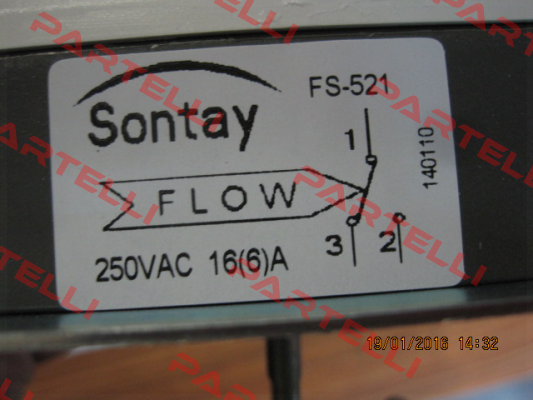 Sontay
FS-521
1
140110
FLOW
3
2
250VAC 16(6)A
19/01/2016 14:32
PARTELLI
PARTELLI
PARTELLI
PARTELLI
PARTELLI
PARTELLI